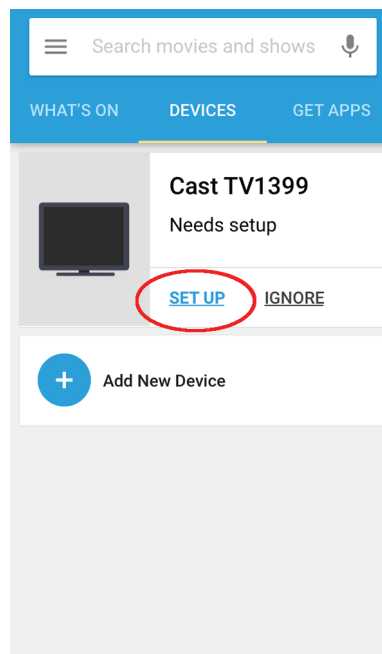 Search movies and shows
WHAT'S ON DEVICES GET APPS
Cast TV1399
Needs setup
SET UP IGNORE
Add New Device